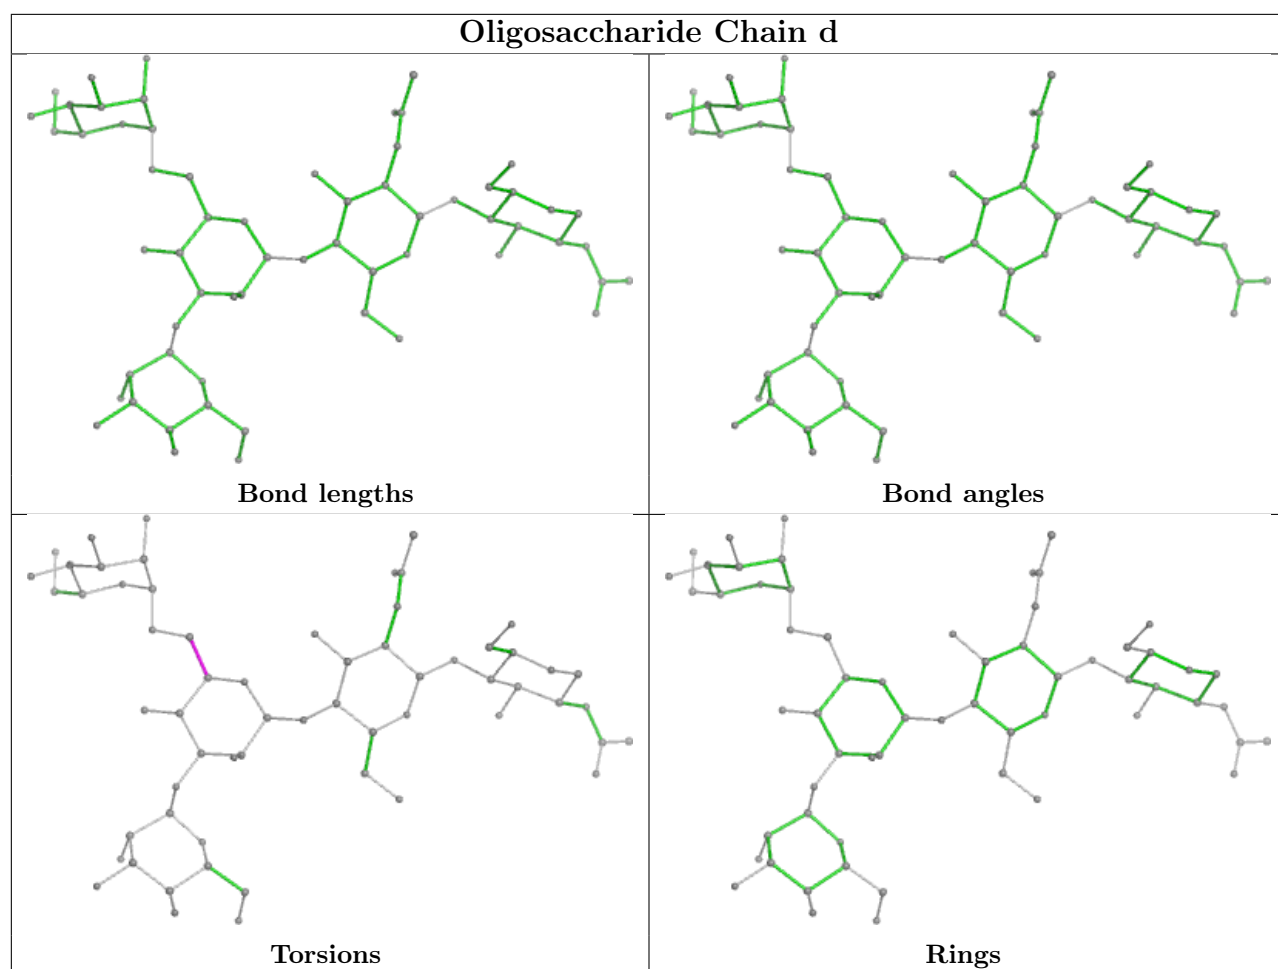 Oligosaccharide Chain d
Bond lengths
Bond angles
Torsions
Rings